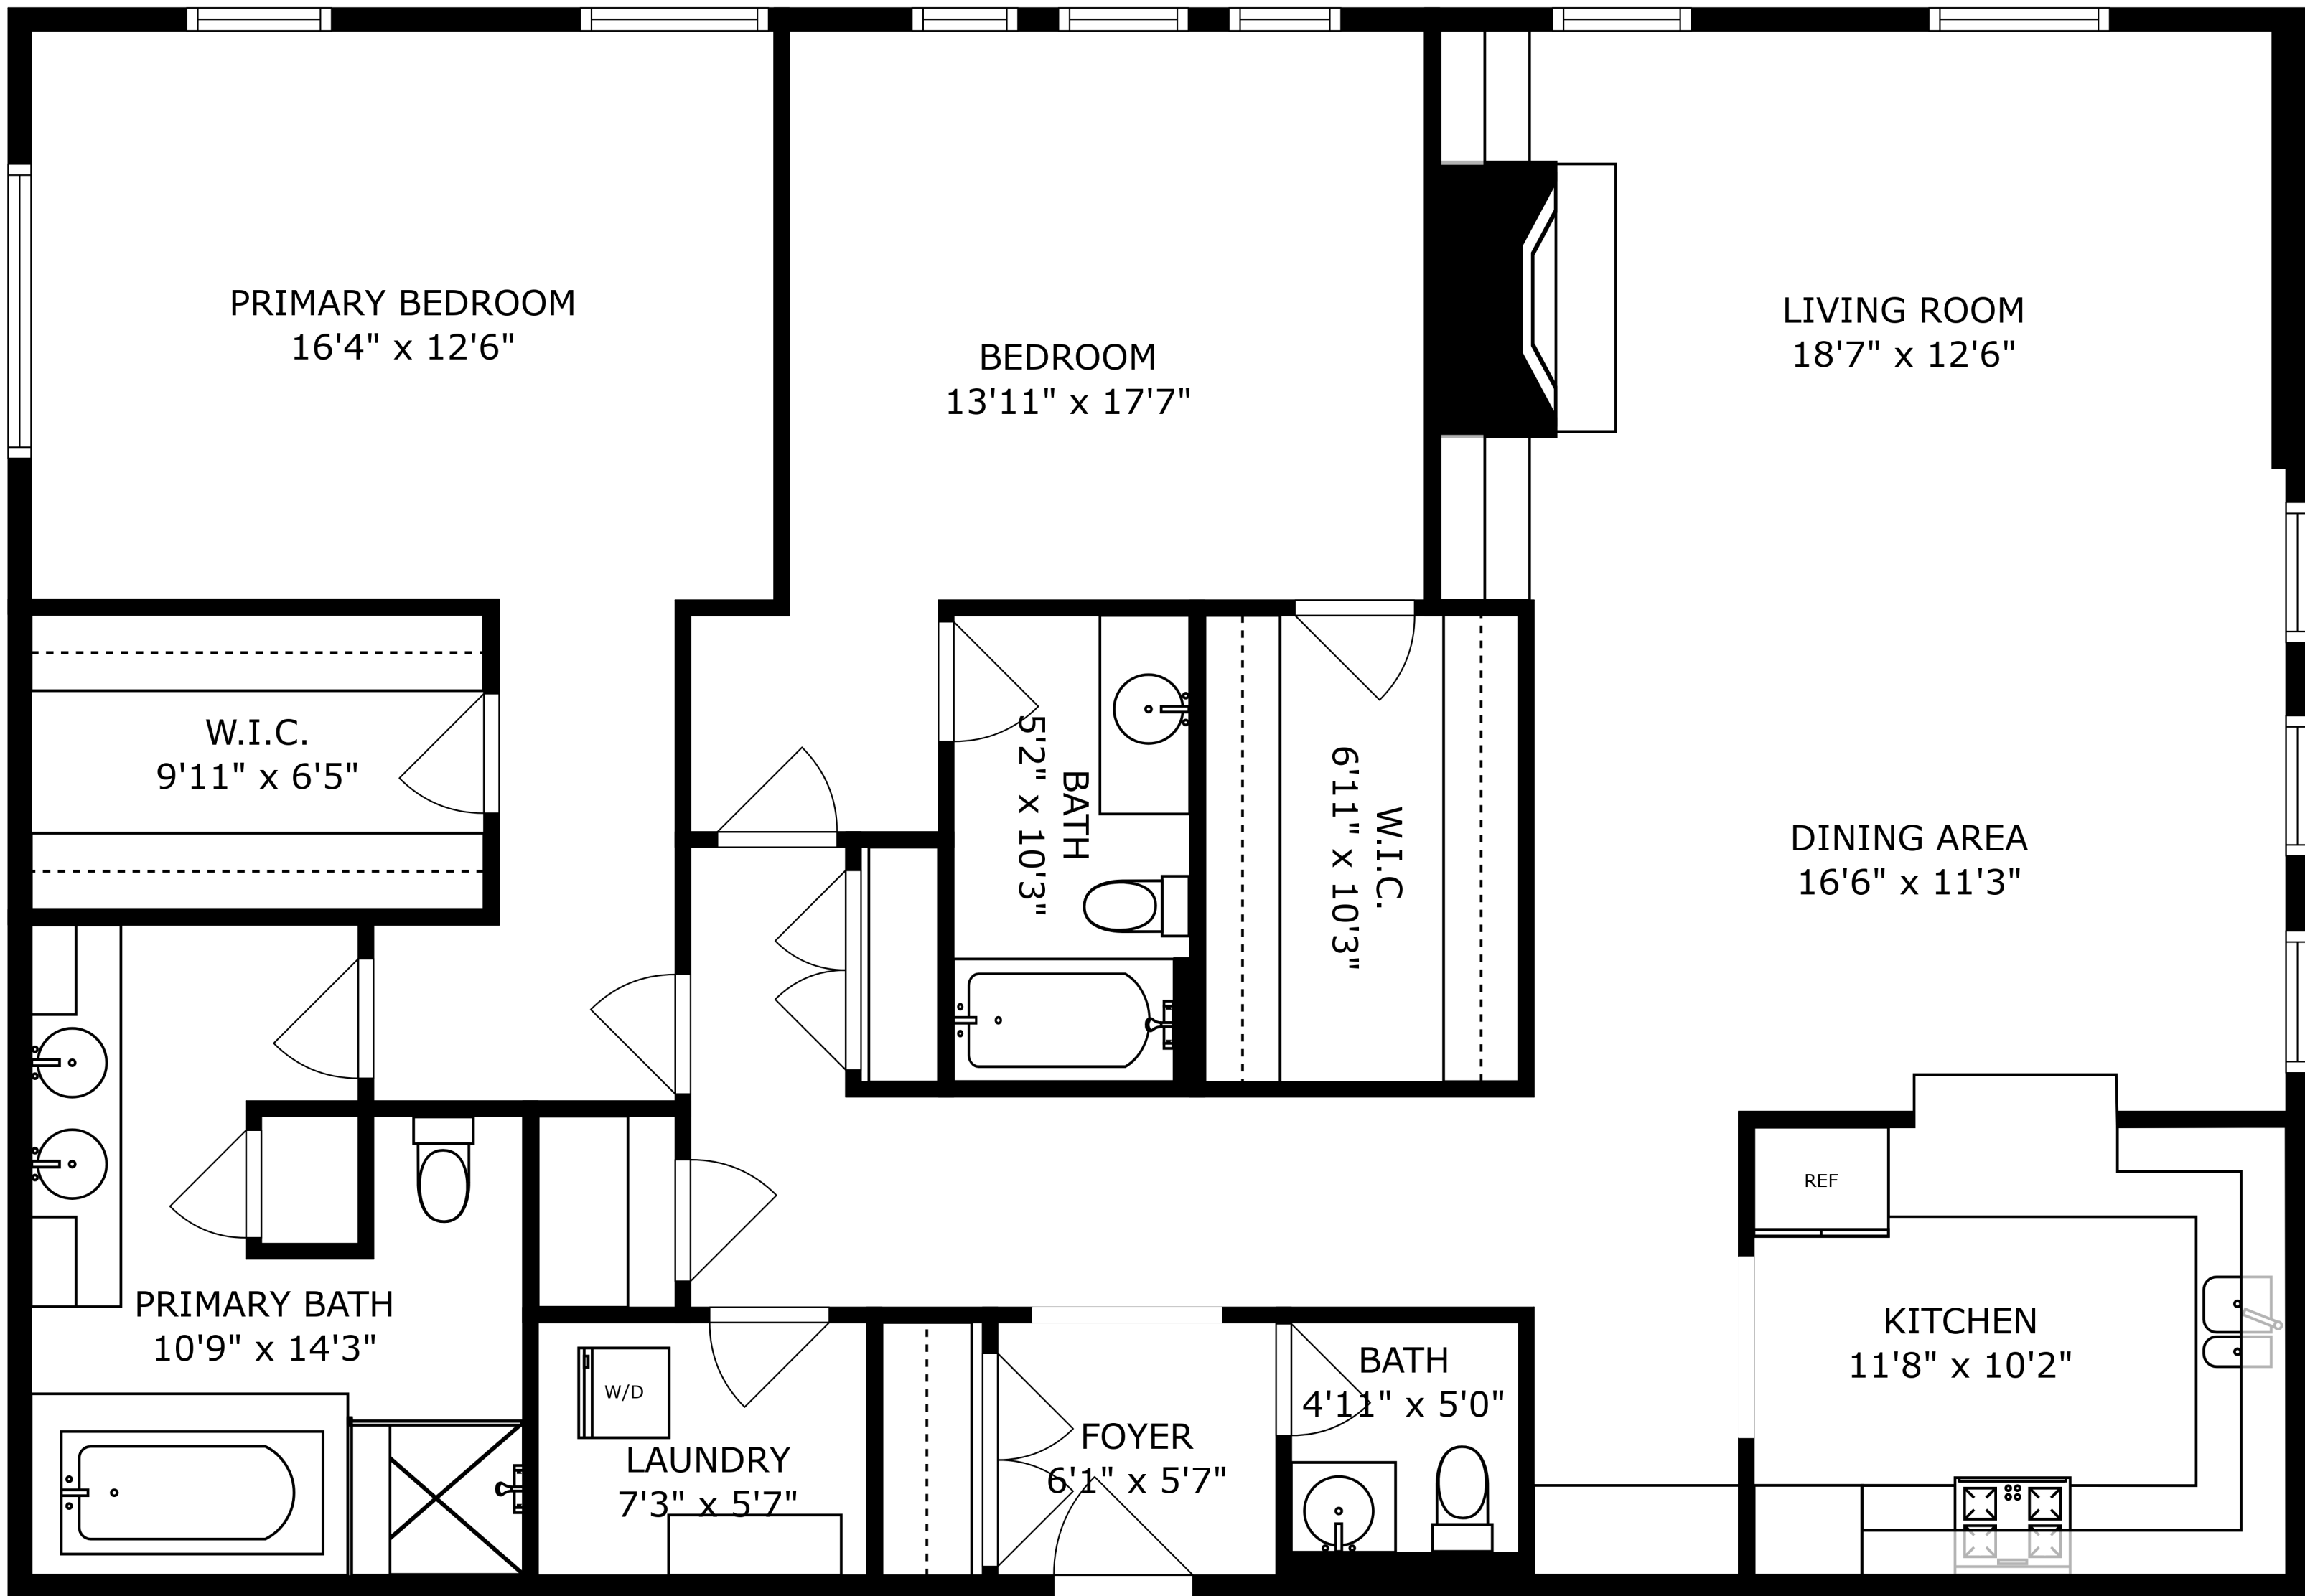 PRIMARY BEDROOM
16'4" x 12'6"
BEDROOM
13'11" x 17'7"
LIVING ROOM
18'7" x 12'6"
W.I.C.
9'11" x 6'5"
BATH
5'2" x 10'3"
W.I.C.
6'11" x 10'3"
DINING AREA
16'6" x 11'3"
REF
PRIMARY BATH
10'9" x 14'3"
W/D
LAUNDRY
7'3" x 5'7"
FOYER
6'1" x 5'7"
BATH
4'11" x 5'0"
KITCHEN
11'8" x 10'2"